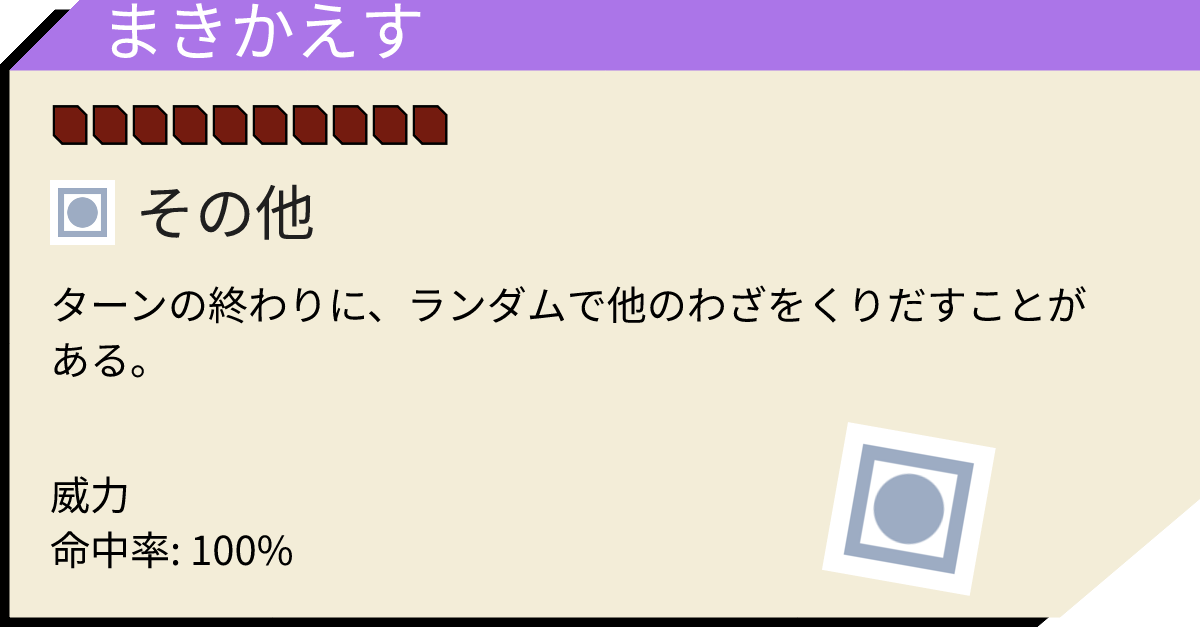 まきかえす
その他
ターンの終わりに、ランダムで他のわざをくりだすことが
ある。
威力
命中率: 100%